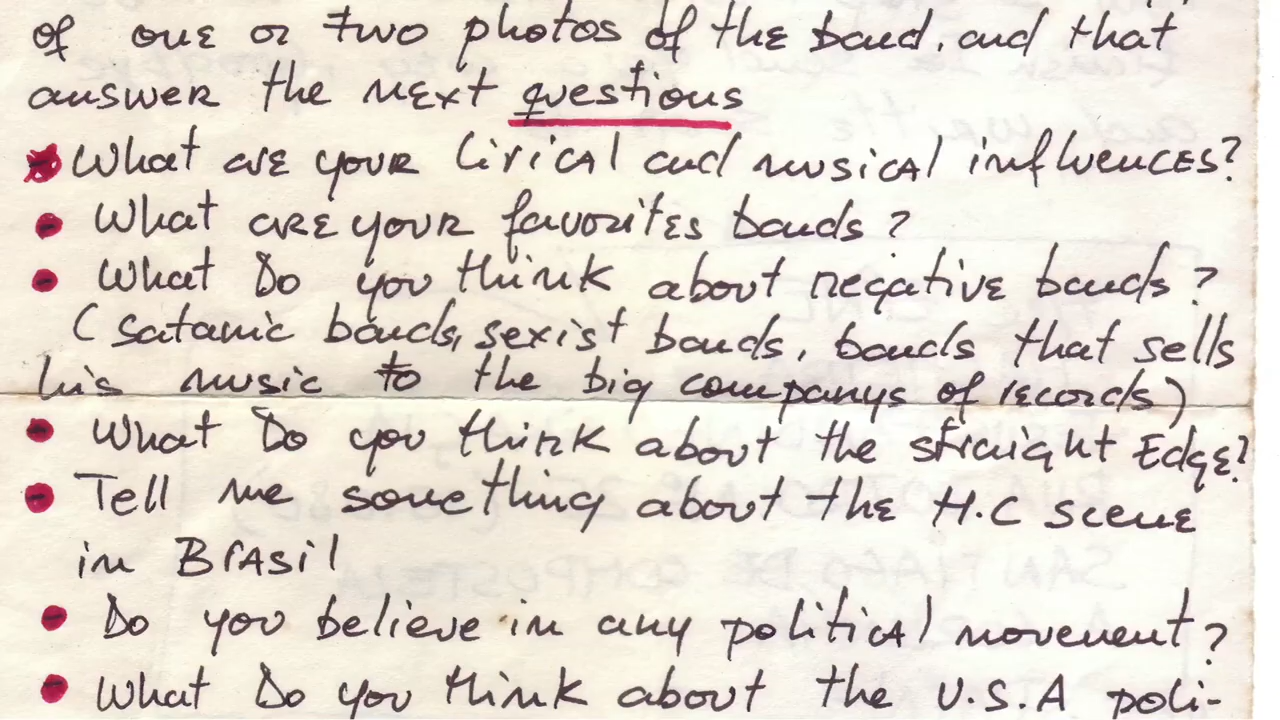 of one or two photos of the band, and that
answer the next questions
What are your lirical and musical influences?
What are your favorites bands?
What Do you think about negative bands?
(satanic bands, sexist bands, bands that sells
his music to the big companys of records)
What Do you think about the straight Edge?
Tell me something about the H.C scene
in Brasil
Do you believe in any political movement?
What Do you think about the U.S.A poli-